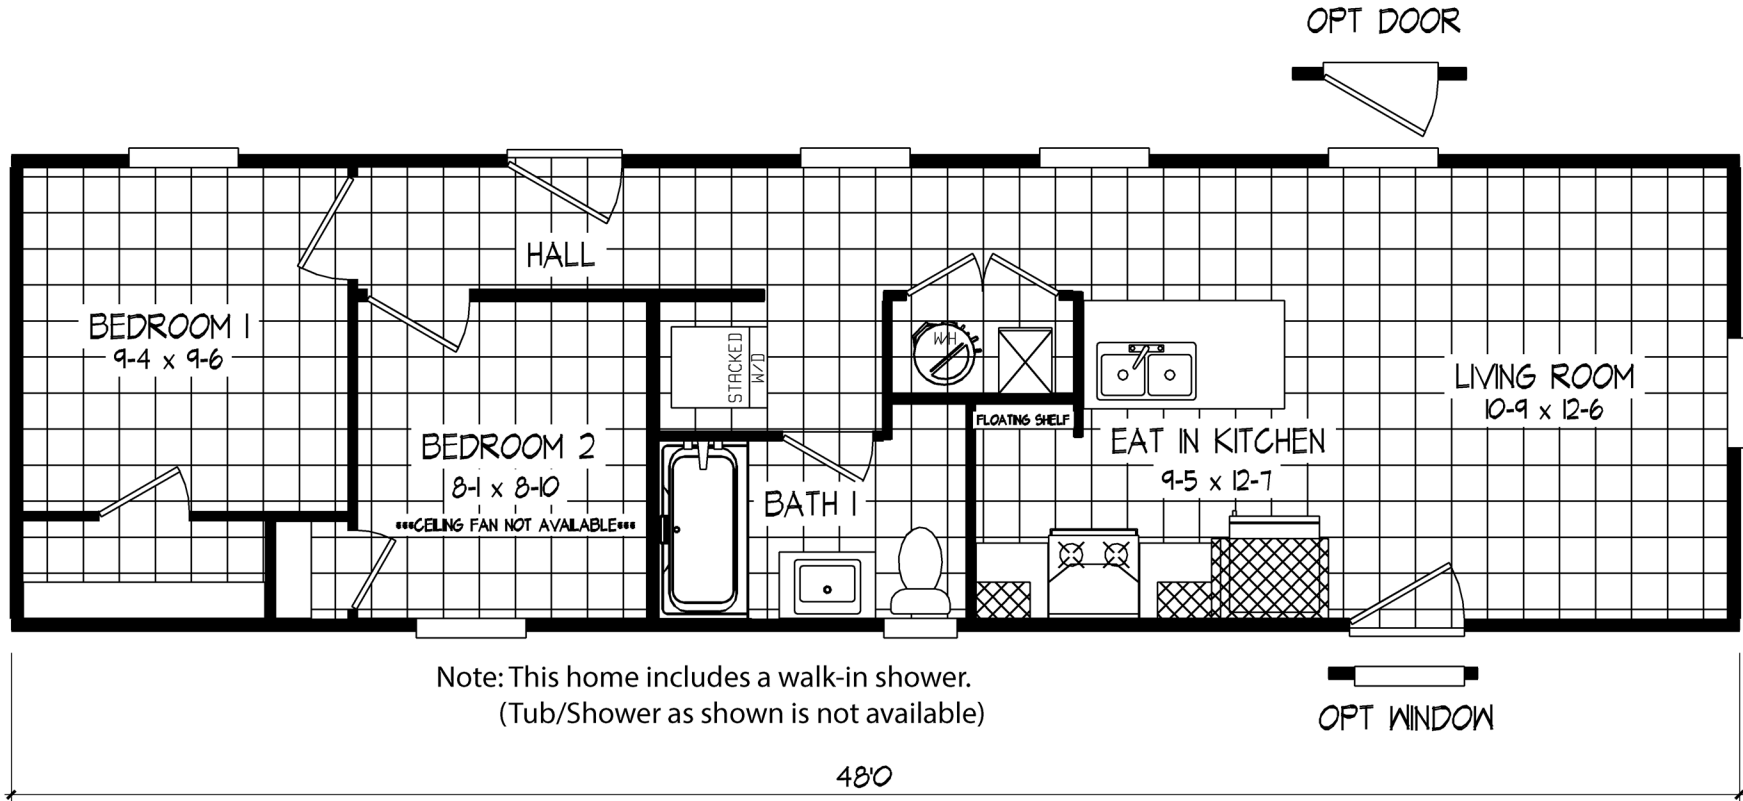 OPT DOOR
HALL
BEDROOM 1
9-4 x 9-6
WH
STACKED
W/D
LIVING ROOM
10-9 x 12-6
FLOATING SHELF
EAT IN KITCHEN
9-5 x 12-7
BEDROOM 2
8-1 x 8-10
***CEILING FAN NOT AVAILABLE***
BATH 1
Note: This home includes a walk-in shower.
(Tub/Shower as shown is not available)
OPT WINDOW
48'0